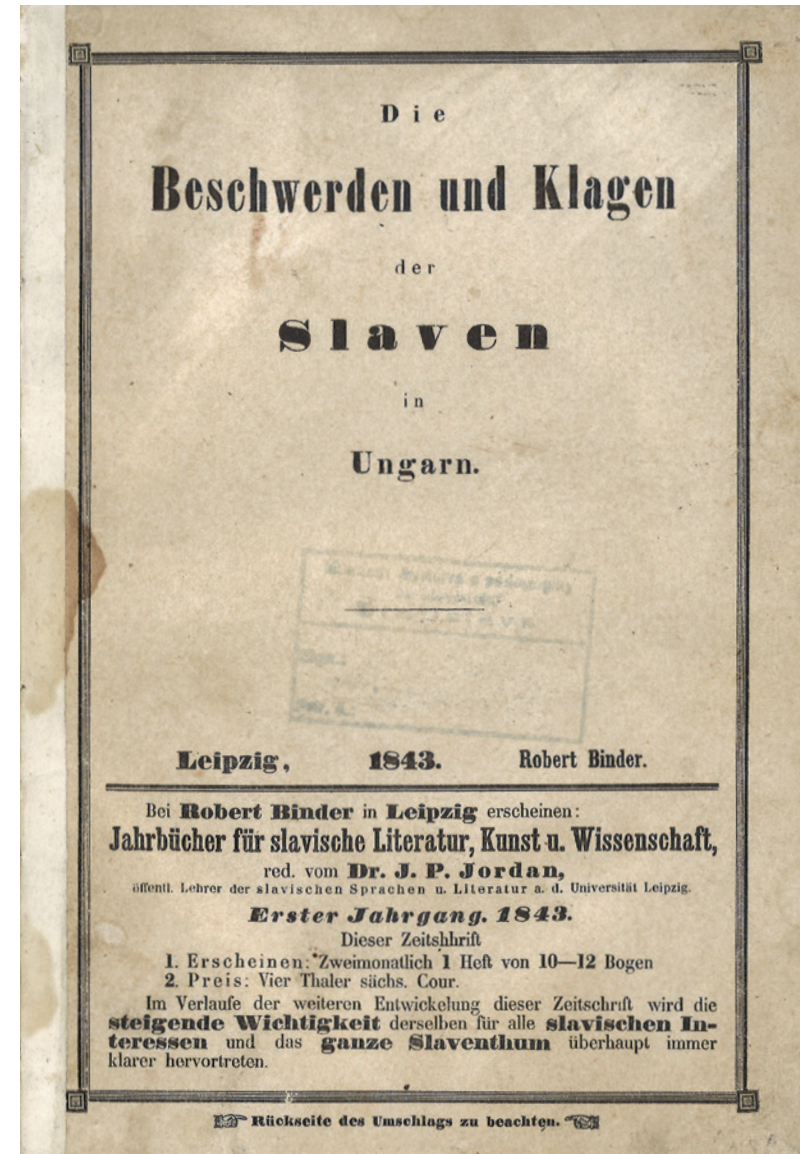 Die
Beschwerden und Klagen
der
Slaven
in
Ungarn.
Leipzig, 1843. Robert Binder.
Bei Robert Binder in Leipzig erscheinen:
Jahrbücher für slavische Literatur, Kunst u. Wissenschaft,
red. vom Dr. J. P. Jordan,
öffentl. Lehrer der slavischen Sprachen u. Literatur a. d. Universität Leipzig.
Erster Jahrgang. 1843.
Dieser Zeitshhrift
1. Erscheinen: Zweimonatlich 1 Heft von 10—12 Bogen
2. Preis: Vier Thaler sächs. Cour.
Im Verlaufe der weiteren Entwickelung dieser Zeitschrift wird die
steigende Wichtigkeit derselben für alle slavischen In-
teressen und das ganze Slaventhum überhaupt immer
klarer hervortreten.
Rückseite des Umschlags zu beachten.